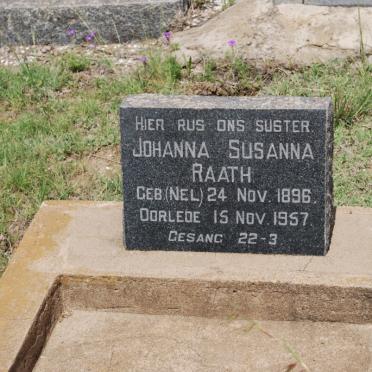 HIER RUS ONS SUSTER
JOHANNA SUSANNA
RAATH
GEB.(NEL) 24 NOV. 1896.
OORLEDE 15 NOV. 1957
GESANG 22-3